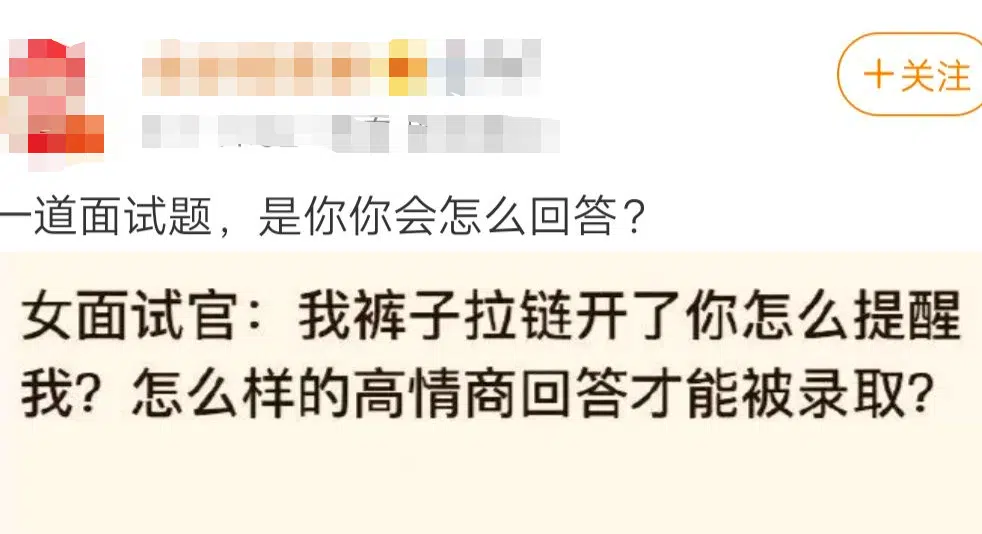 +关注
一道面试题，是你你会怎么回答？
女面试官：我裤子拉链开了你怎么提醒
我？怎么样的高情商回答才能被录取？